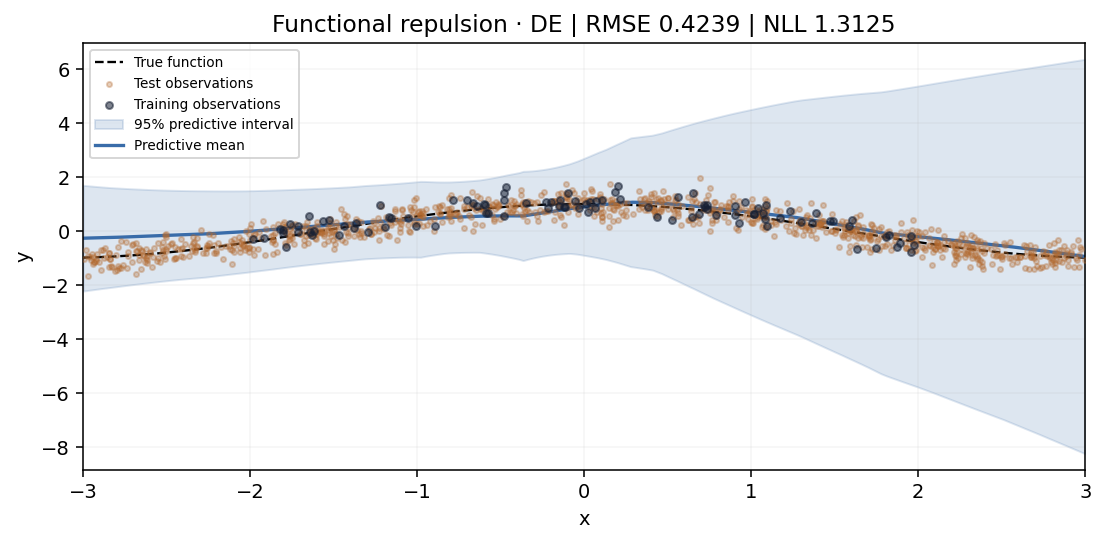 Functional repulsion · DE | RMSE 0.4239 | NLL 1.3125
True function
Test observations
Training observations
95% predictive interval
Predictive mean
y
6
4
2
0
−2
−4
−6
−8
−3
−2
−1
0
1
2
3
x